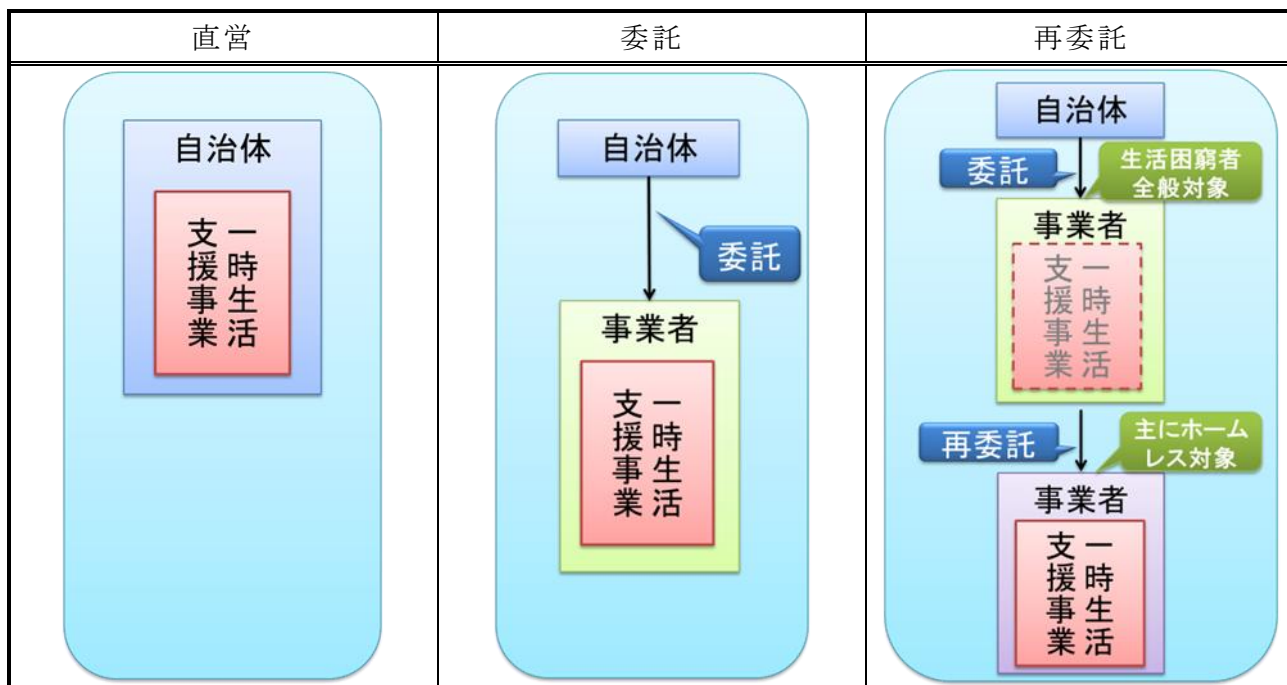 直営
委託
再委託
自治体
一時生活
支援事業
自治体
委託
事業者
一時生活
支援事業
自治体
委託
生活困窮者
全般対象
事業者
一時生活
支援事業
再委託
主にホーム
レス対象
事業者
一時生活
支援事業